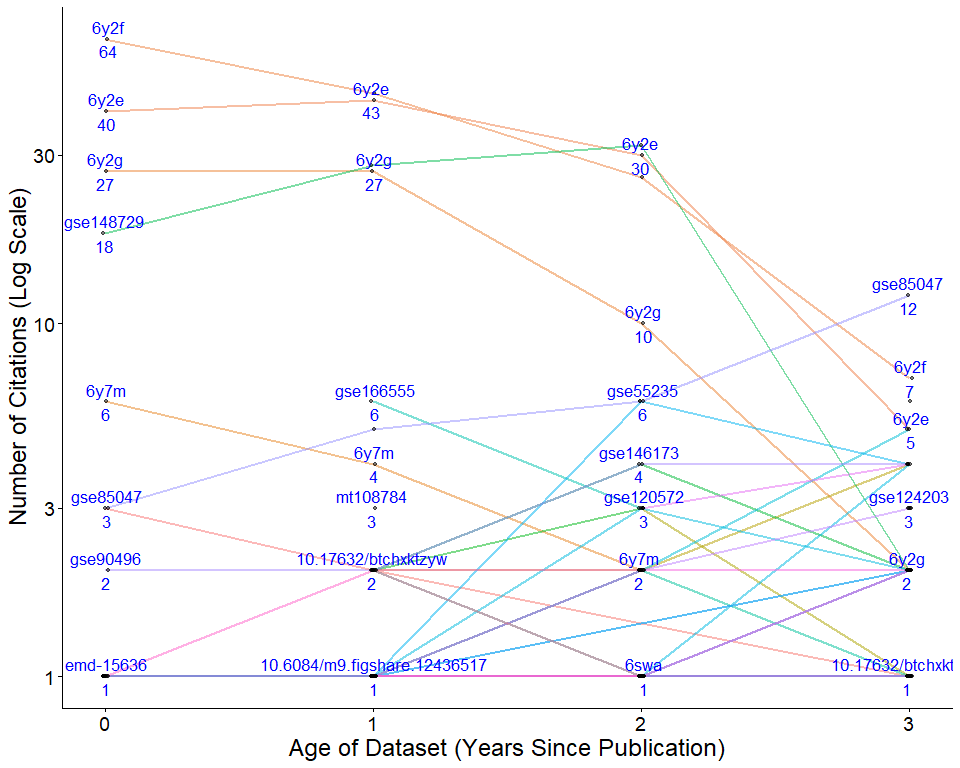 6y2f
64
6y2e
6y2e
40
43
6y2e
30
30
6y2g
6y2g
27
27
gse148729
18
gse85047
12
10
6y2g
10
6y2f
7
6y7m
gse166555
gse55235
6
6
6
6y2e
5
6y7m
gse146173
4
4
3
gse85047
mt108784
gse120572
gse124203
3
3
3
3
gse90496
10.17632/btchxktzyw
6y7m
6y2g
2
2
2
2
1
emd-15636
10.6084/m9.figshare.12436517
6swa
10.17632/btchxkt
1
1
1
1
0
1
2
3
Age of Dataset (Years Since Publication)
Number of Citations (Log Scale)